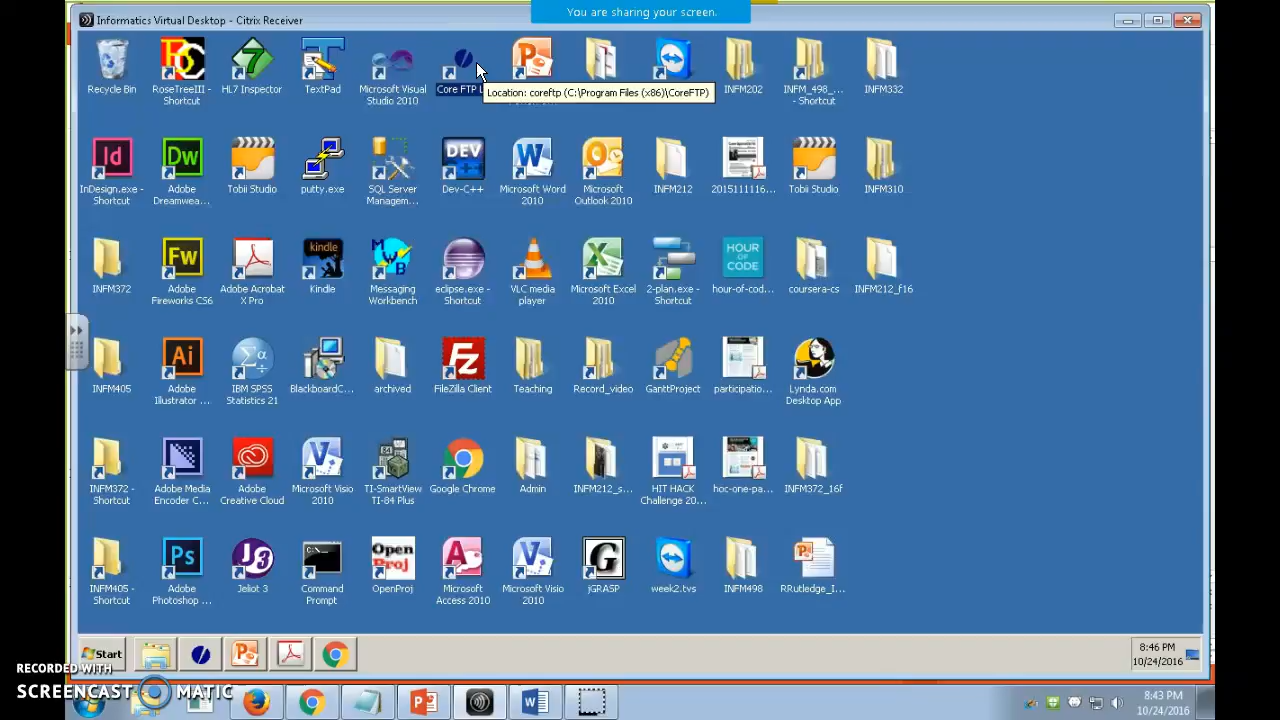 You are sharing your screen.
Informatics Virtual Desktop - Citrix Receiver
Recycle Bin
RoseTreeIII -
Shortcut
HL7 Inspector
TextPad
Microsoft Visual
Studio 2010
Core FTP
Location: coreftp (C:\Program Files (x86)\CoreFTP)
INFM202
INFM_498_...
- Shortcut
INFM332
InDesign.exe -
Shortcut
Adobe
Dreamwea...
Tobii Studio
putty.exe
SQL Server
Managem...
DEV
Dev-C++
Microsoft Word
2010
Microsoft
Outlook 2010
INFM212
2015111116...
Tobii Studio
INFM310
INFM372
Adobe
Fireworks CS6
Adobe Acrobat
X Pro
kindle
Kindle
Messaging
Workbench
eclipse.exe -
Shortcut
VLC media
player
Microsoft Excel
2010
2-plan.exe -
Shortcut
HOUR
OF
CODE
hour-of-cod...
coursera-cs
INFM212_f16
INFM405
Adobe
Illustrator ...
IBM SPSS
Statistics 21
BlackboardC...
archived
FileZilla Client
Teaching
Record_video
GanttProject
participatio...
Lynda.com
Desktop App
INFM372 -
Shortcut
Adobe Media
Encoder C...
Adobe
Creative Cloud
Microsoft Visio
2010
TI-SmartView
TI-84 Plus
Google Chrome
Admin
INFM212_s...
HIT HACK
Challenge 20...
hoc-one-pa...
INFM372_16f
INFM405 -
Shortcut
Adobe
Photoshop ...
Jeliot 3
Command
Prompt
Open
Proj
OpenProj
Microsoft
Access 2010
Microsoft Visio
2010
jGRASP
week2.tvs
INFM498
RRutledge_I...
Start
8:46 PM
10/24/2016
RECORDED WITH
SCREENCAST MATIC
8:43 PM
10/24/2016